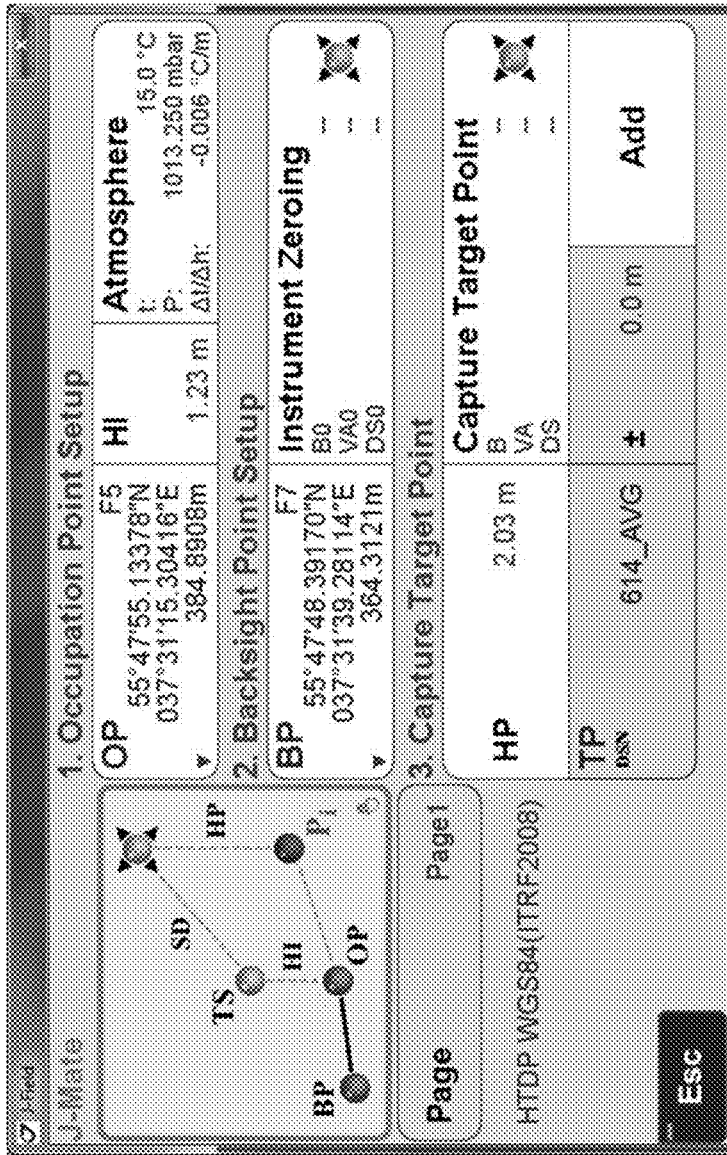 J-Field
J-Mate
TS
SD
HI
HP
BP
OP
P1
Page Page1
HTDP WGS84(ITRF2008)
Esc
1. Occupation Point Setup
OP F5
55°47'55.13378"N
037°31'15.30416"E
384.8908m
HI
1.23 m
Atmosphere
t: 15.0 °C
P: 1013.250 mbar
Δt/Δh: -0.006 °C/m
2. Backsight Point Setup
BP F7
55°47'48.39170"N
037°31'39.28114"E
364.3121m
Instrument Zeroing
B0 --
VA0 --
DS0 --
3. Capture Target Point
HP 2.03 m
Capture Target Point
B --
VA --
DS --
TP 614_AVG
DSN
± 0.0 m
Add